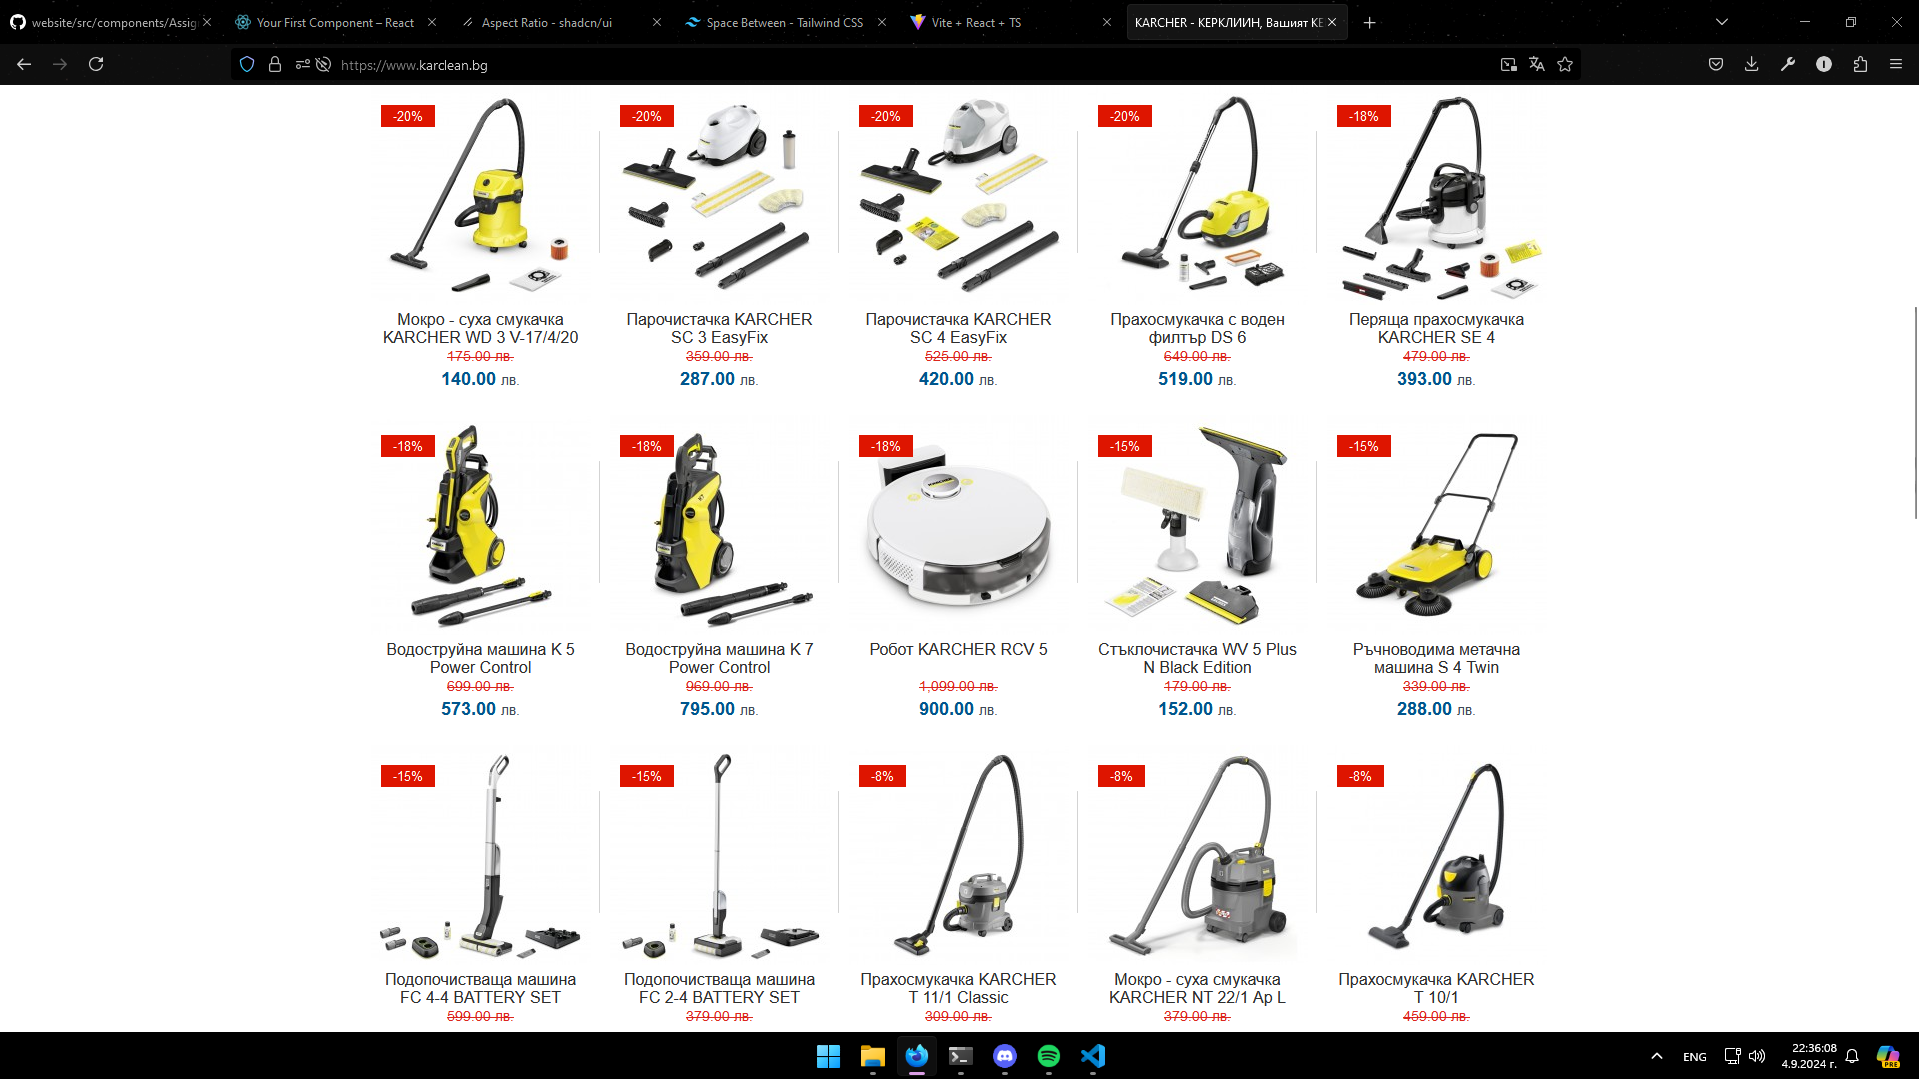 website/src/components/Assig
Your First Component – React
Aspect Ratio - shadcn/ui
Space Between - Tailwind CSS
Vite + React + TS
KARCHER - КЕРКЛИИН, Вашият КЕ
https://www.karclean.bg
-20%
-20%
-20%
-20%
-18%
Мокро - суха смукачка
KARCHER WD 3 V-17/4/20
175.00 лв.
140.00 лв.
Парочистачка KARCHER
SC 3 EasyFix
359.00 лв.
287.00 лв.
Парочистачка KARCHER
SC 4 EasyFix
525.00 лв.
420.00 лв.
Прахосмукачка с воден
филтър DS 6
649.00 лв.
519.00 лв.
Перяща прахосмукачка
KARCHER SE 4
479.00 лв.
393.00 лв.
-18%
-18%
-18%
-15%
-15%
Водоструйна машина K 5
Power Control
699.00 лв.
573.00 лв.
Водоструйна машина K 7
Power Control
969.00 лв.
795.00 лв.
Робот KARCHER RCV 5
1,099.00 лв.
900.00 лв.
Стъклочистачка WV 5 Plus
N Black Edition
179.00 лв.
152.00 лв.
Ръчноводима метачна
машина S 4 Twin
339.00 лв.
288.00 лв.
-15%
-15%
-8%
-8%
-8%
Подопочистваща машина
FC 4-4 BATTERY SET
599.00 лв.
Подопочистваща машина
FC 2-4 BATTERY SET
379.00 лв.
Прахосмукачка KARCHER
T 11/1 Classic
309.00 лв.
Мокро - суха смукачка
KARCHER NT 22/1 Ap L
379.00 лв.
Прахосмукачка KARCHER
T 10/1
459.00 лв.
ENG
22:36:08
4.9.2024 г.
PRE